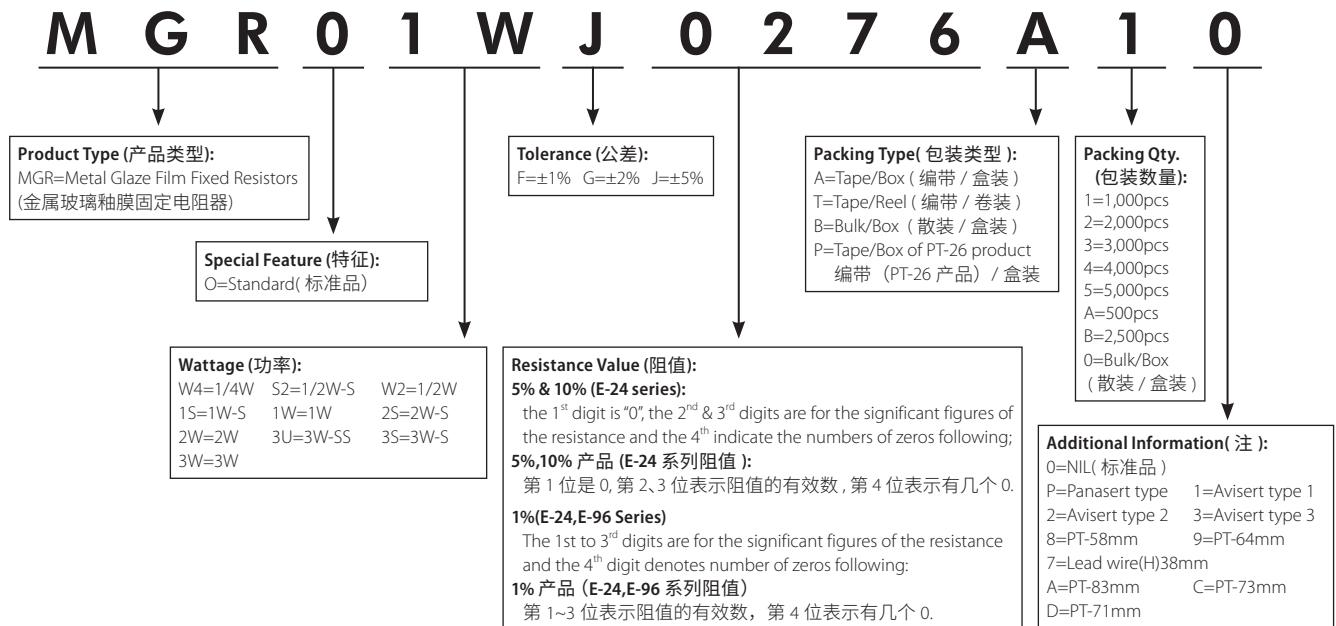 M G R 0 1 W J 0 2 7 6 A 1 0
Product Type (产品类型):
MGR=Metal Glaze Film Fixed Resistors
(金属玻璃釉膜固定电阻器)
Special Feature (特征):
O=Standard( 标准品)
Wattage (功率):
W4=1/4W S2=1/2W-S W2=1/2W
1S=1W-S 1W=1W 2S=2W-S
2W=2W 3U=3W-SS 3S=3W-S
3W=3W
Tolerance (公差):
F=±1% G=±2% J=±5%
Resistance Value (阻值):
5% & 10% (E-24 series):
the 1st digit is “0”, the 2nd & 3rd digits are for the significant figures of
the resistance and the 4th indicate the numbers of zeros following;
5%,10% 产品 (E-24 系列阻值 ):
第 1 位是 0, 第 2、3 位表示阻值的有效数 , 第 4 位表示有几个 0.
1%(E-24,E-96 Series)
The 1st to 3rd digits are for the significant figures of the resistance
and the 4th digit denotes number of zeros following:
1% 产品（E-24,E-96 系列阻值）
第 1~3 位表示阻值的有效数，第 4 位表示有几个 0.
Packing Type( 包装类型 ):
A=Tape/Box ( 编带 / 盒装 )
T=Tape/Reel ( 编带 / 卷装 )
B=Bulk/Box ( 散装 / 盒装 )
P=Tape/Box of PT-26 product
编带（PT-26 产品）/ 盒装
Packing Qty.
(包装数量):
1=1,000pcs
2=2,000pcs
3=3,000pcs
4=4,000pcs
5=5,000pcs
A=500pcs
B=2,500pcs
0=Bulk/Box
( 散装 / 盒装 )
Additional Information( 注 ):
0=NIL( 标准品 )
P=Panasert type 1=Avisert type 1
2=Avisert type 2 3=Avisert type 3
8=PT-58mm 9=PT-64mm
7=Lead wire(H)38mm
A=PT-83mm C=PT-73mm
D=PT-71mm